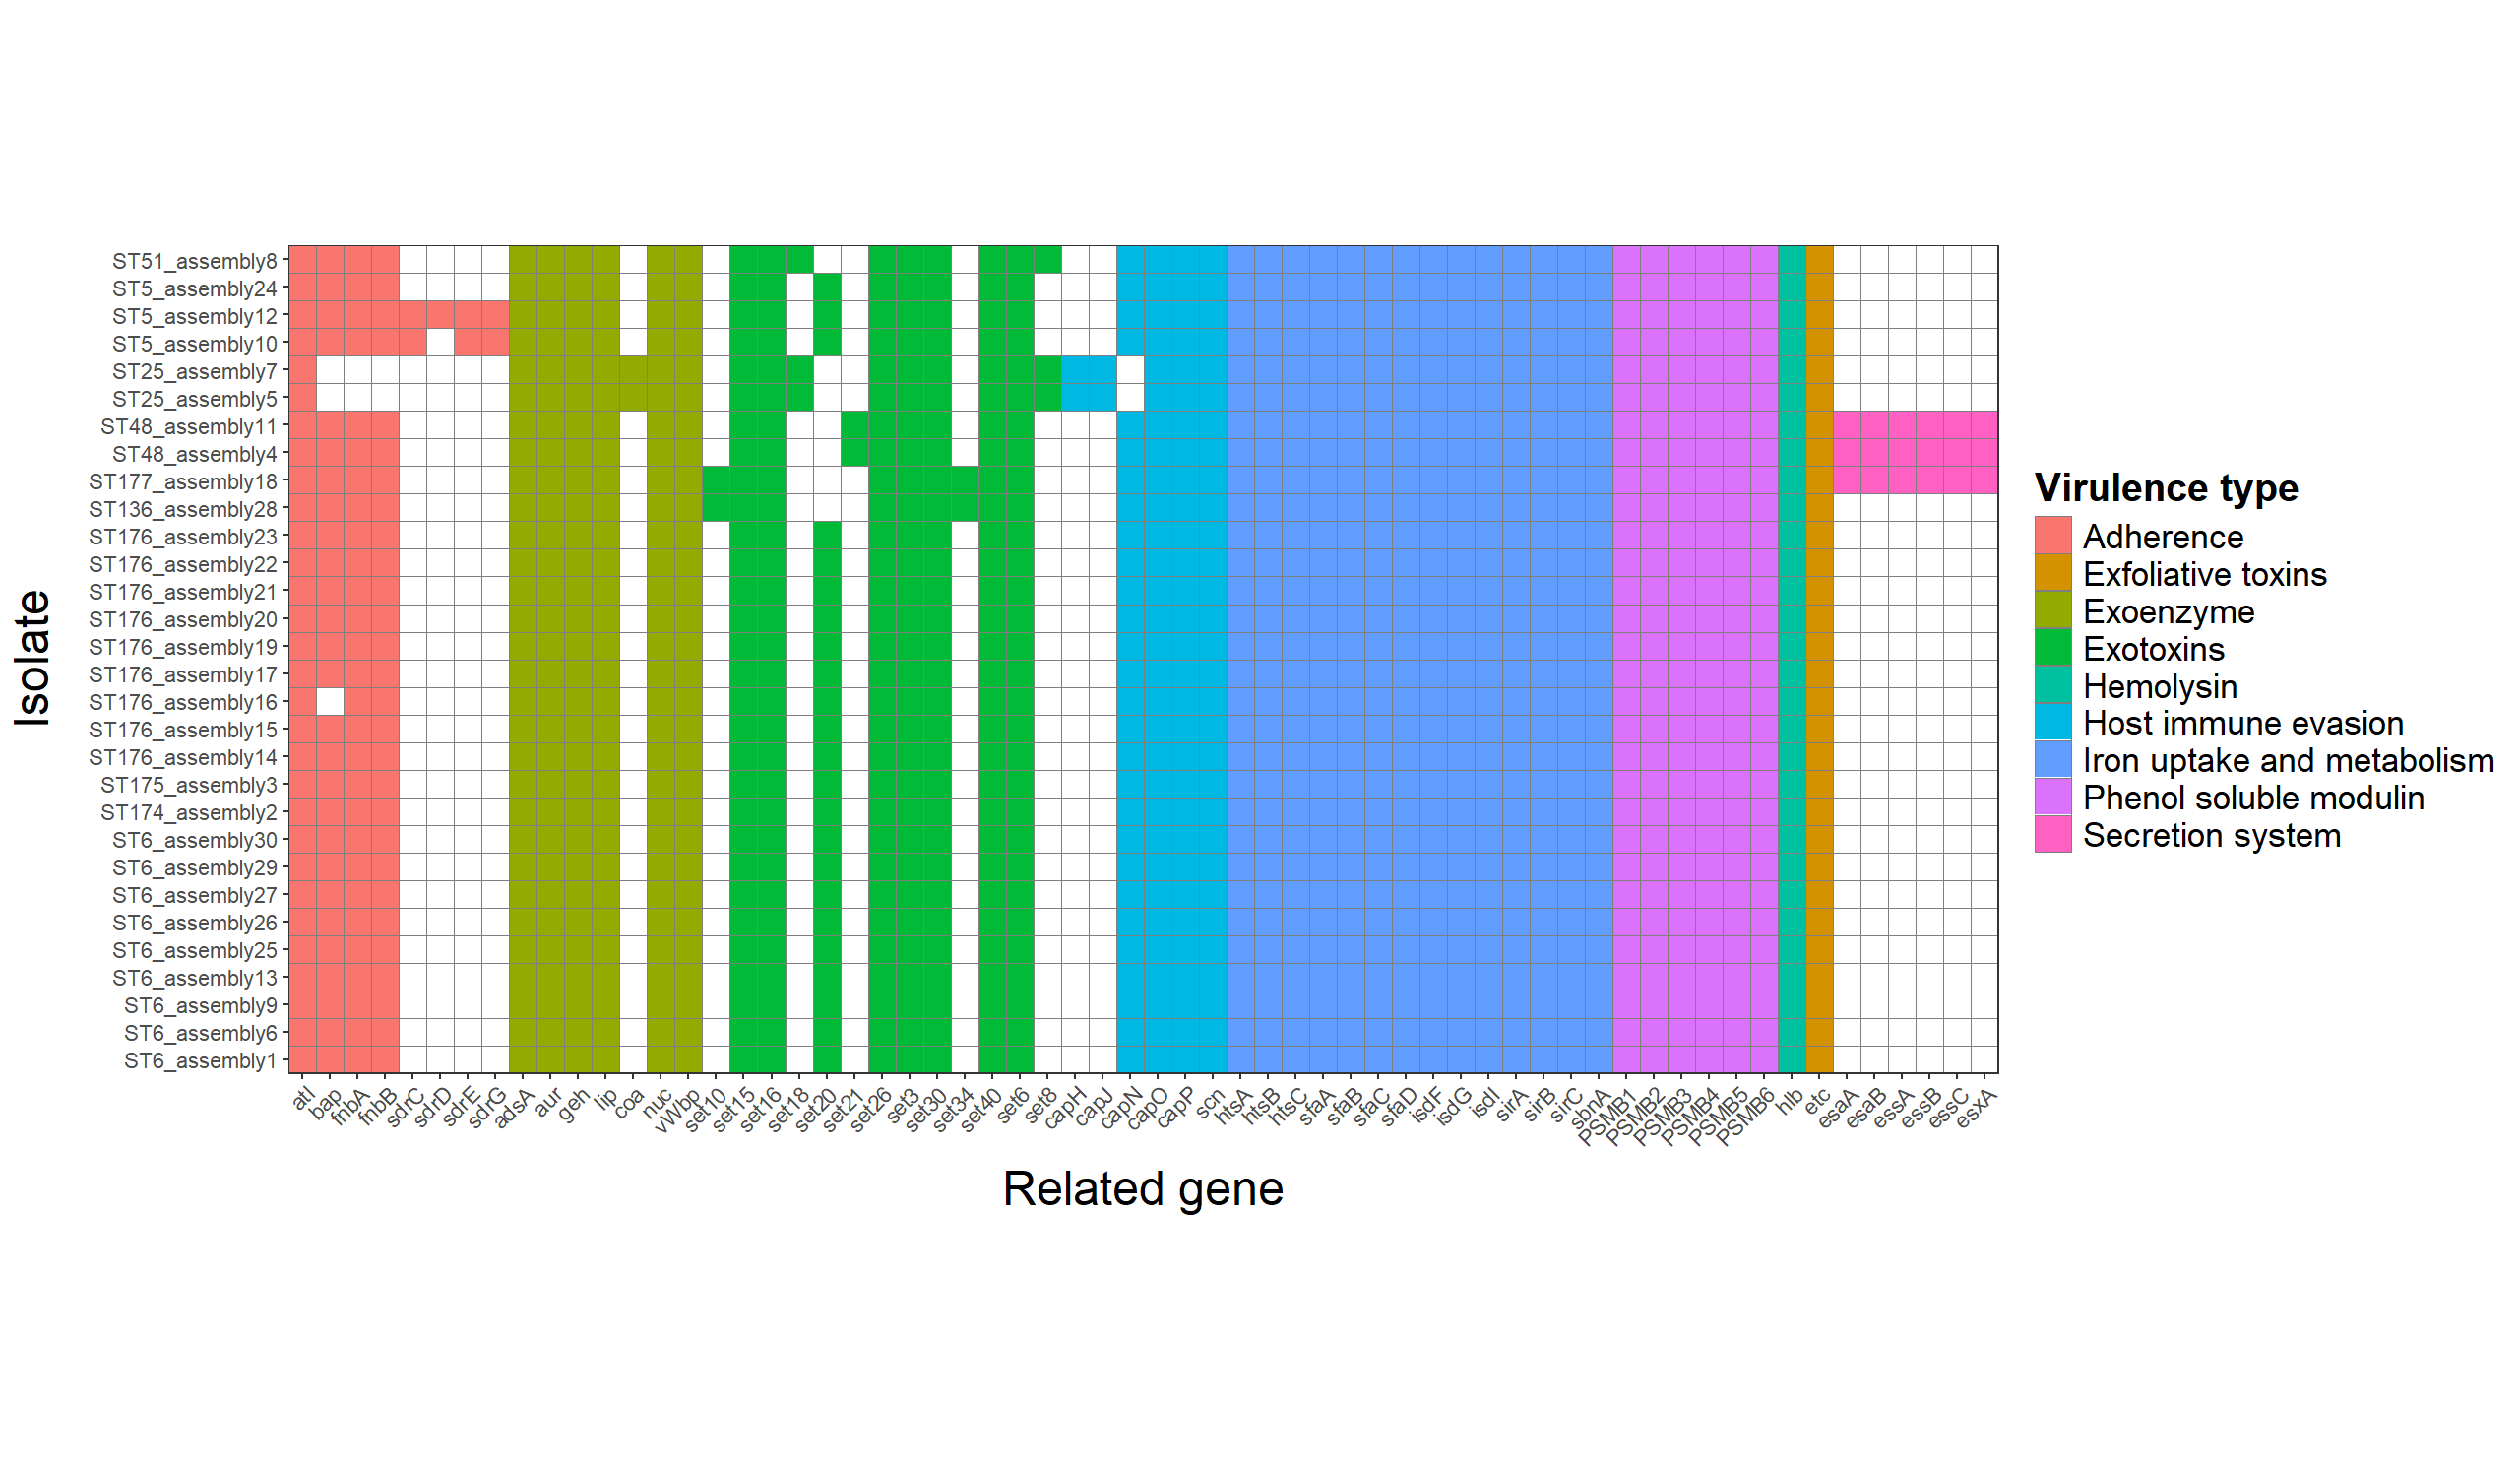 Isolate
ST51_assembly8
ST5_assembly24
ST5_assembly12
ST5_assembly10
ST25_assembly7
ST25_assembly5
ST48_assembly11
ST48_assembly4
ST177_assembly18
ST136_assembly28
ST176_assembly23
ST176_assembly22
ST176_assembly21
ST176_assembly20
ST176_assembly19
ST176_assembly17
ST176_assembly16
ST176_assembly15
ST176_assembly14
ST175_assembly3
ST174_assembly2
ST6_assembly30
ST6_assembly29
ST6_assembly27
ST6_assembly26
ST6_assembly25
ST6_assembly13
ST6_assembly9
ST6_assembly6
ST6_assembly1
atl
bap
fnbA
fnbB
sdrC
sdrD
sdrE
sdrG
adsA
aur
geh
lip
coa
nuc
vWbp
set10
set15
set16
set18
set20
set21
set26
set3
set30
set34
set40
set6
set8
capH
capJ
capN
capO
capP
scn
htsA
htsB
htsC
sfaA
sfaB
sfaC
sfaD
isdF
isdG
isdI
sirA
sirB
sirC
sbnA
PSMB1
PSMB2
PSMB3
PSMB4
PSMB5
PSMB6
hlb
etc
esaA
esaB
essA
essB
essC
esxA
Related gene
Virulence type
Adherence
Exfoliative toxins
Exoenzyme
Exotoxins
Hemolysin
Host immune evasion
Iron uptake and metabolism
Phenol soluble modulin
Secretion system